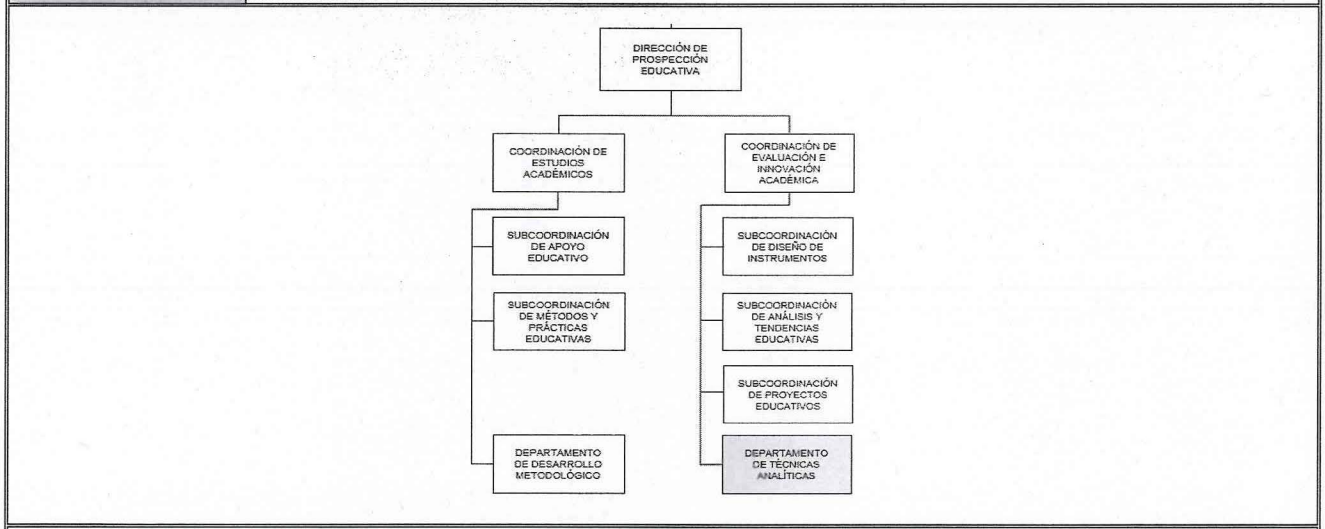 DIRECCIÓN DE
PROSPECCIÓN
EDUCATIVA
COORDINACIÓN DE
ESTUDIOS
ACADÉMICOS
COORDINACIÓN DE
EVALUACIÓN E
INNOVACIÓN
ACADÉMICA
SUBCOORDINACIÓN
DE APOYO
EDUCATIVO
SUBCOORDINACIÓN
DE DISEÑO DE
INSTRUMENTOS
SUBCOORDINACIÓN
DE MÉTODOS Y
PRÁCTICAS
EDUCATIVAS
SUBCOORDINACIÓN
DE ANÁLISIS Y
TENDENCIAS
EDUCATIVAS
SUBCOORDINACIÓN
DE PROYECTOS
EDUCATIVOS
DEPARTAMENTO
DE DESARROLLO
METODOLÓGICO
DEPARTAMENTO
DE TÉCNICAS
ANALÍTICAS